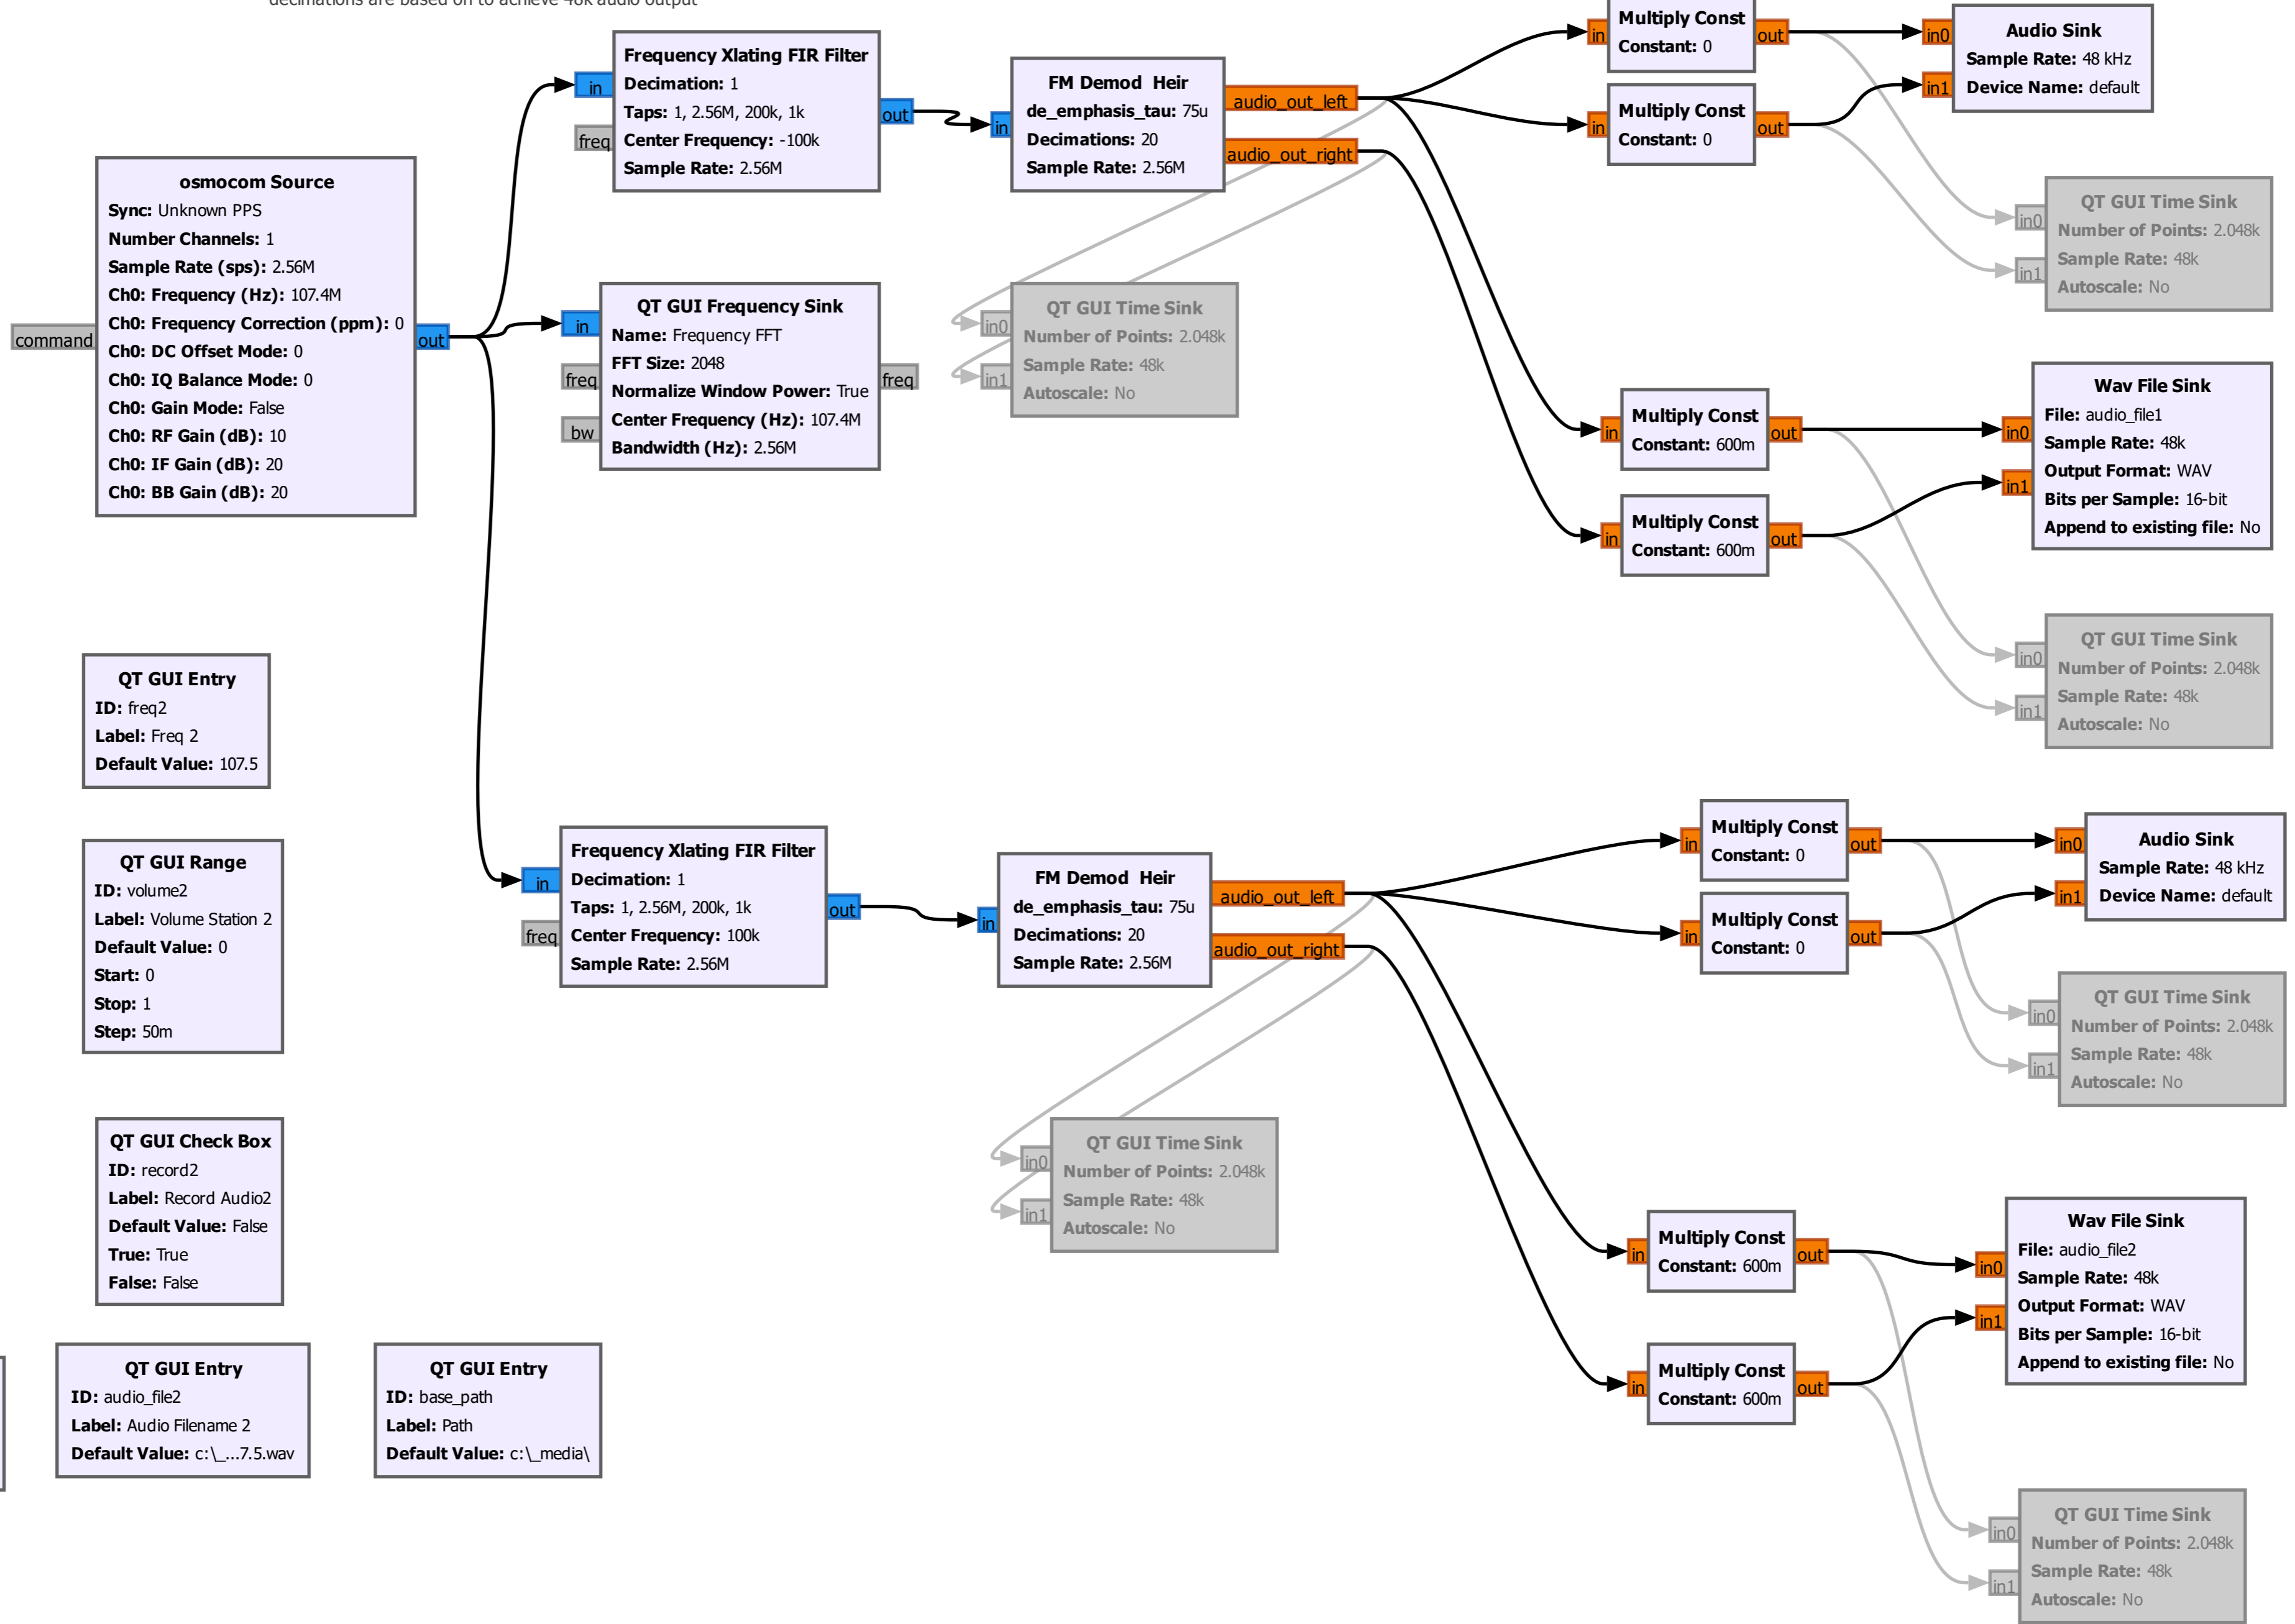 decimations are based on to achieve 48k audio output
Frequency Xlating FIR Filter
Decimation: 1
Taps: 1, 2.56M, 200k, 1k
Center Frequency: -100k
Sample Rate: 2.56M
in
freq
out
FM Demod  Heir
de_emphasis_tau: 75u
Decimations: 20
Sample Rate: 2.56M
in
audio_out_left
audio_out_right
Multiply Const
Constant: 0
in
out
Multiply Const
Constant: 0
in
out
Audio Sink
Sample Rate: 48 kHz
Device Name: default
in0
in1
QT GUI Time Sink
Number of Points: 2.048k
Sample Rate: 48k
Autoscale: No
in0
in1
osmocom Source
Sync: Unknown PPS
Number Channels: 1
Sample Rate (sps): 2.56M
Ch0: Frequency (Hz): 107.4M
Ch0: Frequency Correction (ppm): 0
Ch0: DC Offset Mode: 0
Ch0: IQ Balance Mode: 0
Ch0: Gain Mode: False
Ch0: RF Gain (dB): 10
Ch0: IF Gain (dB): 20
Ch0: BB Gain (dB): 20
command
out
QT GUI Frequency Sink
Name: Frequency FFT
FFT Size: 2048
Normalize Window Power: True
Center Frequency (Hz): 107.4M
Bandwidth (Hz): 2.56M
in
freq
bw
freq
QT GUI Time Sink
Number of Points: 2.048k
Sample Rate: 48k
Autoscale: No
in0
in1
Multiply Const
Constant: 600m
in
out
Multiply Const
Constant: 600m
in
out
Wav File Sink
File: audio_file1
Sample Rate: 48k
Output Format: WAV
Bits per Sample: 16-bit
Append to existing file: No
in0
in1
QT GUI Time Sink
Number of Points: 2.048k
Sample Rate: 48k
Autoscale: No
in0
in1
QT GUI Entry
ID: freq2
Label: Freq 2
Default Value: 107.5
QT GUI Range
ID: volume2
Label: Volume Station 2
Default Value: 0
Start: 0
Stop: 1
Step: 50m
Frequency Xlating FIR Filter
Decimation: 1
Taps: 1, 2.56M, 200k, 1k
Center Frequency: 100k
Sample Rate: 2.56M
in
freq
out
FM Demod  Heir
de_emphasis_tau: 75u
Decimations: 20
Sample Rate: 2.56M
in
audio_out_left
audio_out_right
Multiply Const
Constant: 0
in
out
Multiply Const
Constant: 0
in
out
Audio Sink
Sample Rate: 48 kHz
Device Name: default
in0
in1
QT GUI Time Sink
Number of Points: 2.048k
Sample Rate: 48k
Autoscale: No
in0
in1
QT GUI Check Box
ID: record2
Label: Record Audio2
Default Value: False
True: True
False: False
QT GUI Time Sink
Number of Points: 2.048k
Sample Rate: 48k
Autoscale: No
in0
in1
Multiply Const
Constant: 600m
in
out
Multiply Const
Constant: 600m
in
out
Wav File Sink
File: audio_file2
Sample Rate: 48k
Output Format: WAV
Bits per Sample: 16-bit
Append to existing file: No
in0
in1
QT GUI Entry
ID: audio_file2
Label: Audio Filename 2
Default Value: c:\_...7.5.wav
QT GUI Entry
ID: base_path
Label: Path
Default Value: c:\_media\
QT GUI Time Sink
Number of Points: 2.048k
Sample Rate: 48k
Autoscale: No
in0
in1